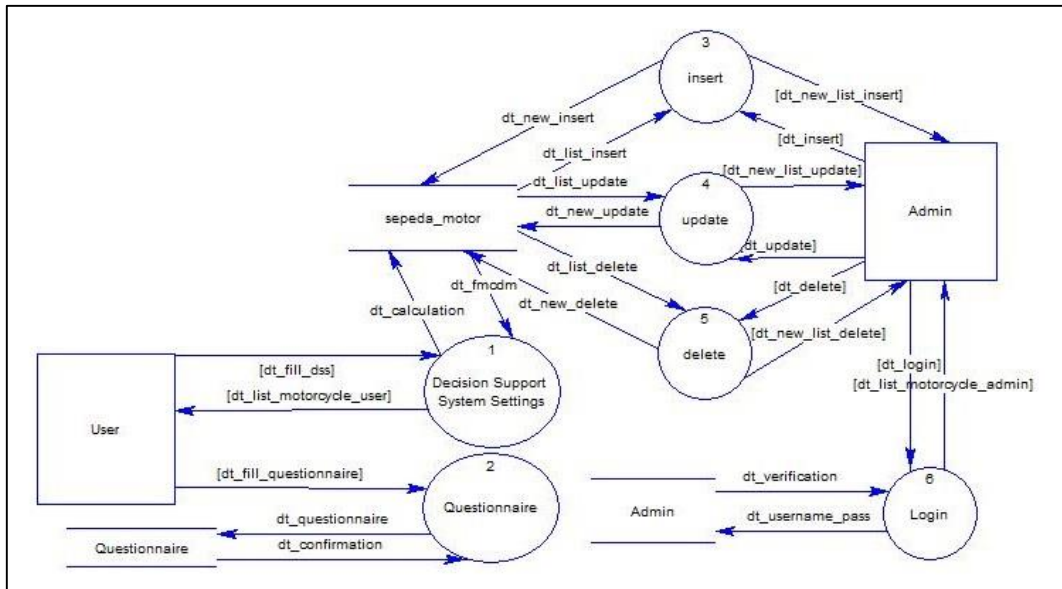 3
insert
[dt_new_list_insert]
dt_new_insert
[dt_insert]
dt_list_insert
[dt_new_list_update]
dt_list_update
4
update
dt_new_update
sepeda_motor
Admin
[dt_update]
dt_list_delete
[dt_delete]
dt_fmcdm
dt_new_delete
dt_calculation
5
delete
[dt_new_list_delete]
1
Decision Support
System Settings
[dt_fill_dss]
[dt_login]
[dt_list_motorcycle_admin]
[dt_list_motorcycle_user]
User
2
Questionnaire
[dt_fill_questionnaire]
dt_verification
6
Login
Admin
dt_username_pass
dt_questionnaire
Questionnaire
dt_confirmation